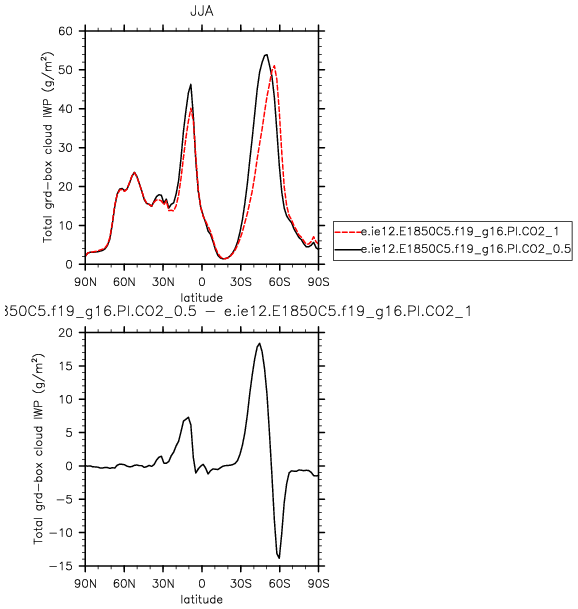 JJA
Total grd-box cloud IWP (g/m²)
60
50
40
30
20
10
0
90N 60N 30N 0 30S 60S 90S
latitude
e.ie12.E1850C5.f19_g16.PI.CO2_1
e.ie12.E1850C5.f19_g16.PI.CO2_0.5
350C5.f19_g16.PI.CO2_0.5 - e.ie12.E1850C5.f19_g16.PI.CO2_1
Total grd-box cloud IWP (g/m²)
20
15
10
5
0
-5
-10
-15
90N 60N 30N 0 30S 60S 90S
latitude